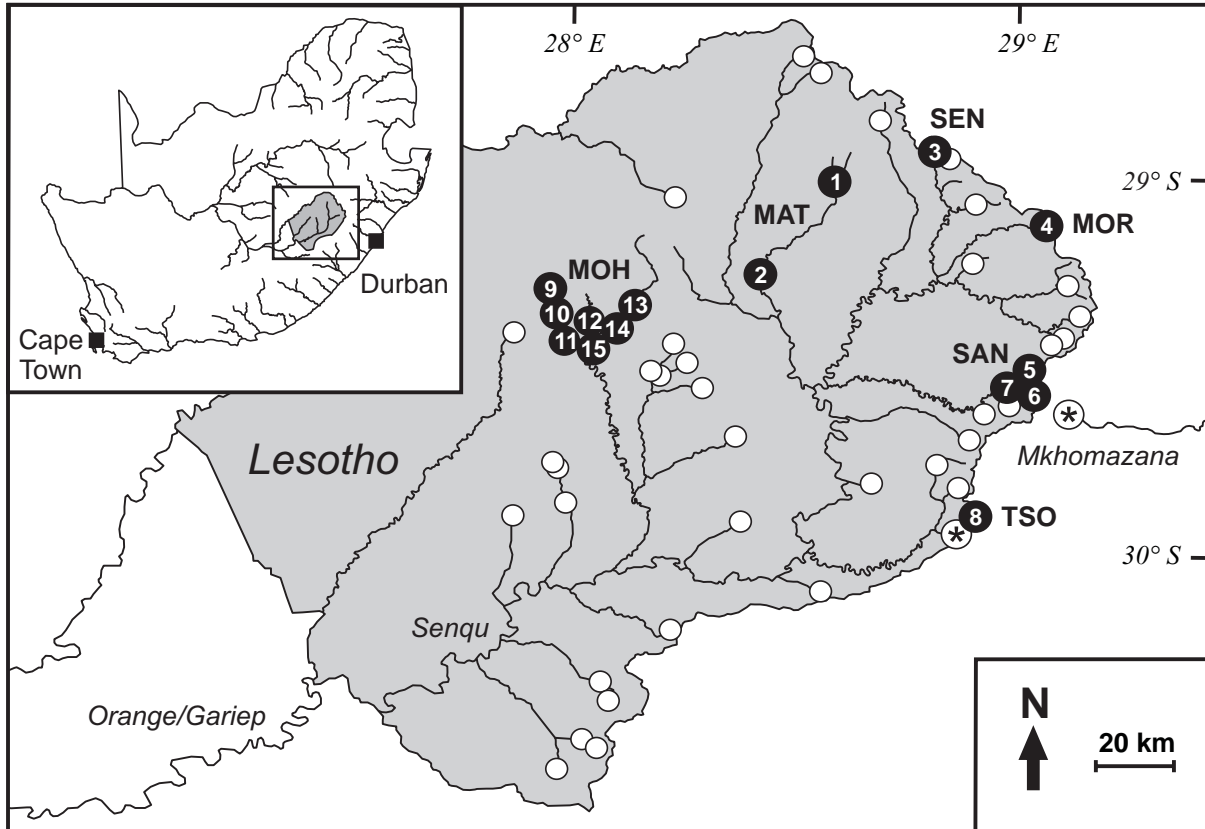 28° E
29° E
SEN
3
29° S
1
MAT
4 MOR
2
MOH
9
13
10
12
14
11
15
Durban
Cape
Town
SAN
5
7
6
*
Mkhomazana
Lesotho
8 TSO
*
30° S
Senqu
Orange/Gariep
N
20 km